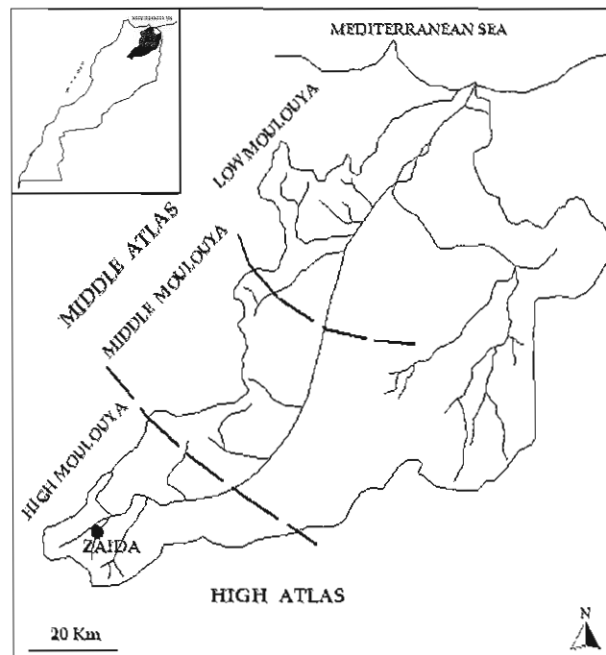 MEDITERRANEAN SEA
LOW MOULOUYA
MIDDLE ATLAS
MIDDLE MOULOUYA
HIGH MOULOUYA
ZAIDA
HIGH ATLAS
20 Km
N